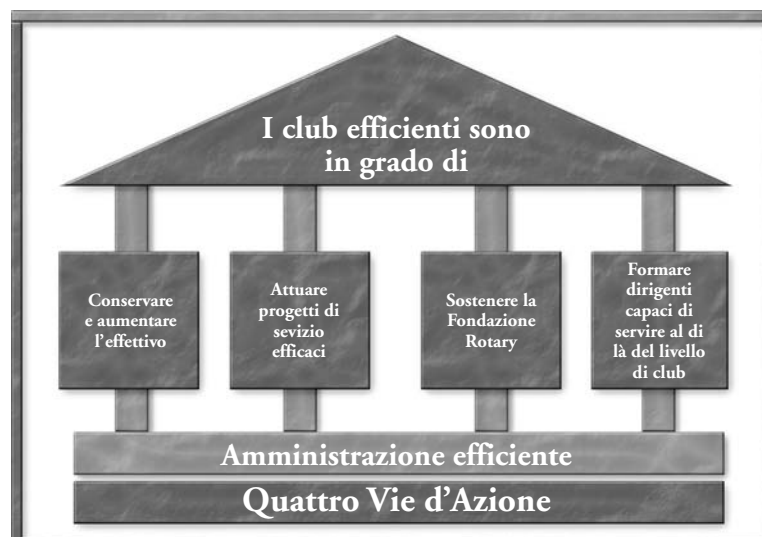 I club efficienti sono
in grado di
Conservare
e aumentare
l'effettivo
Attuare
progetti di
sevizio
efficaci
Sostenere la
Fondazione
Rotary
Formare
dirigenti
capaci di
servire al di
là del livello
di club
Amministrazione efficiente
Quattro Vie d'Azione